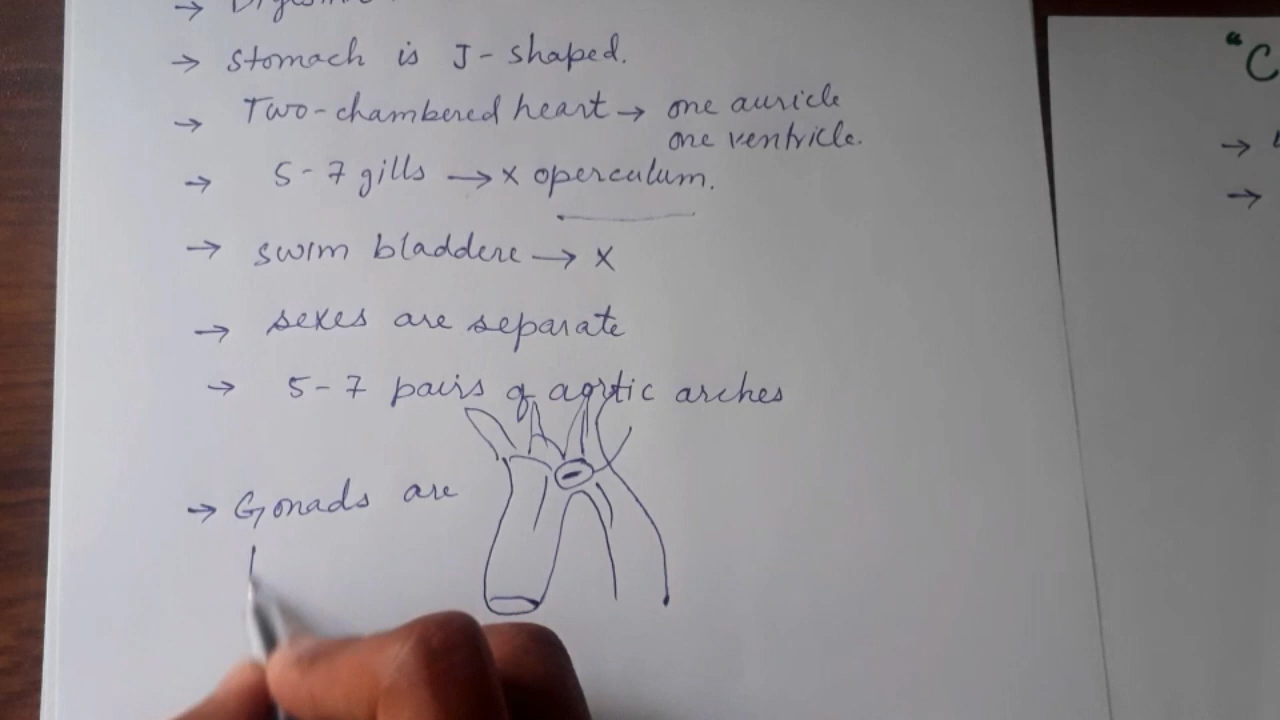 →
→ stomach is J-shaped.
→ Two-chambered heart → one auricle
one ventricle.
→ 5-7 gills → x operculum.
→ swim bladdere → x
→ sexes are separate
→ 5-7 pairs of aortic arches
→ Gonads are
"C
→
→